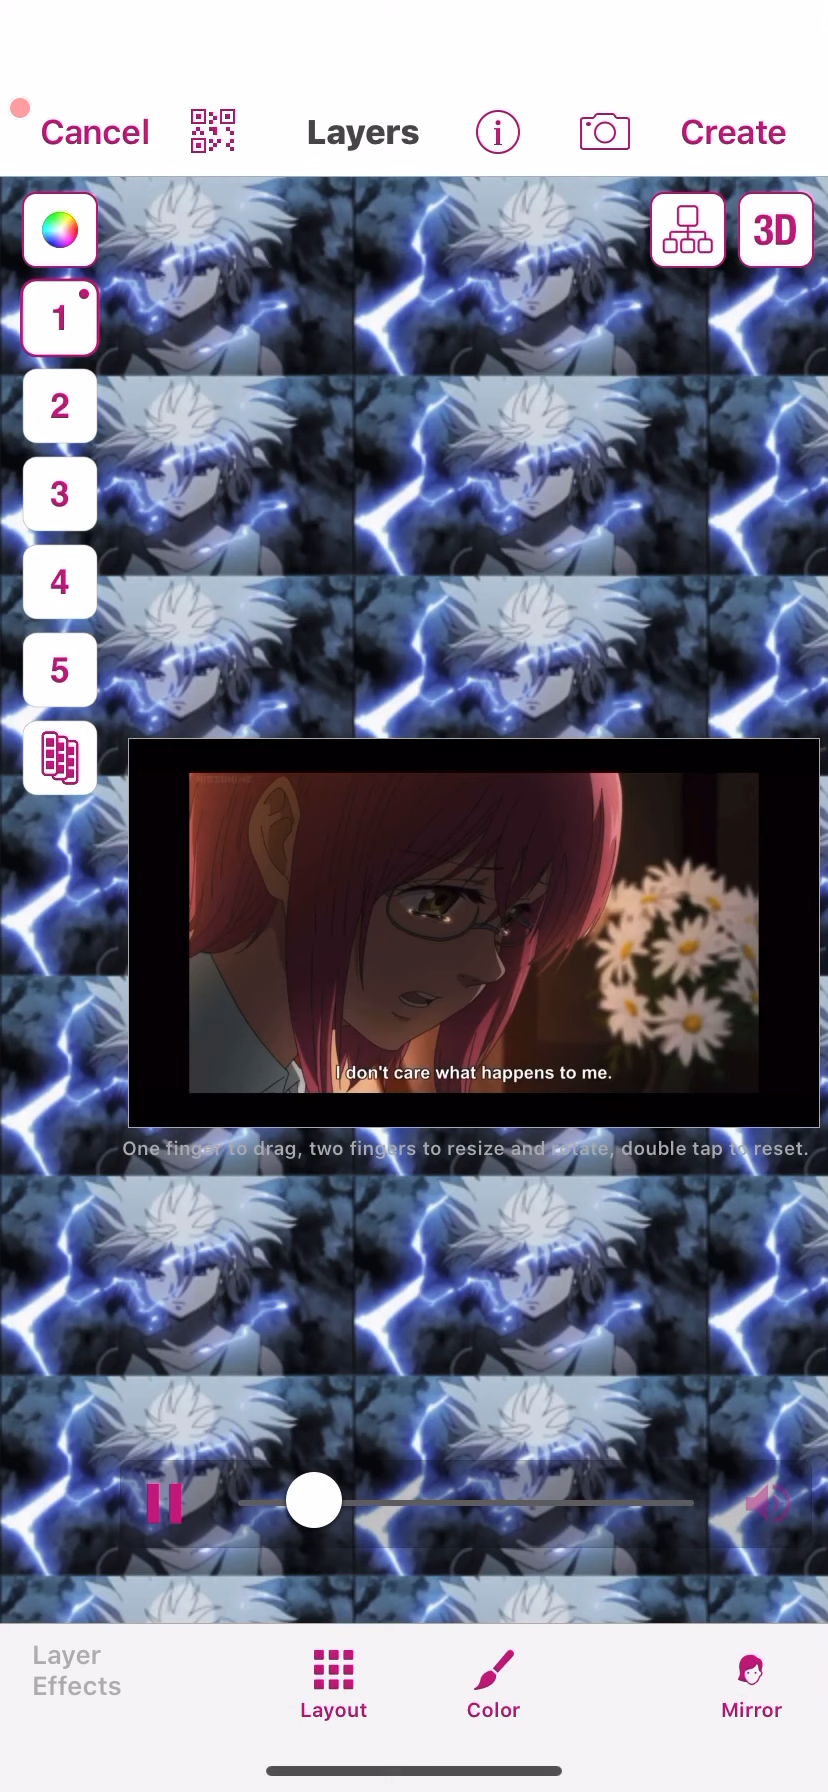 Cancel
Layers
Create
3D
1
2
3
4
5
I don't care what happens to me.
One finger to drag, two fingers to resize and rotate, double tap to reset.
Layer
Effects
Layout
Color
Mirror